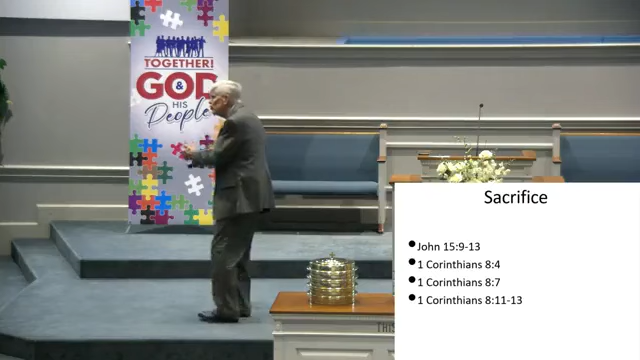 TOGETHER!
GOD
&
HIS
People
Sacrifice
John 15:9-13
1 Corinthians 8:4
1 Corinthians 8:7
1 Corinthians 8:11-13
THIS